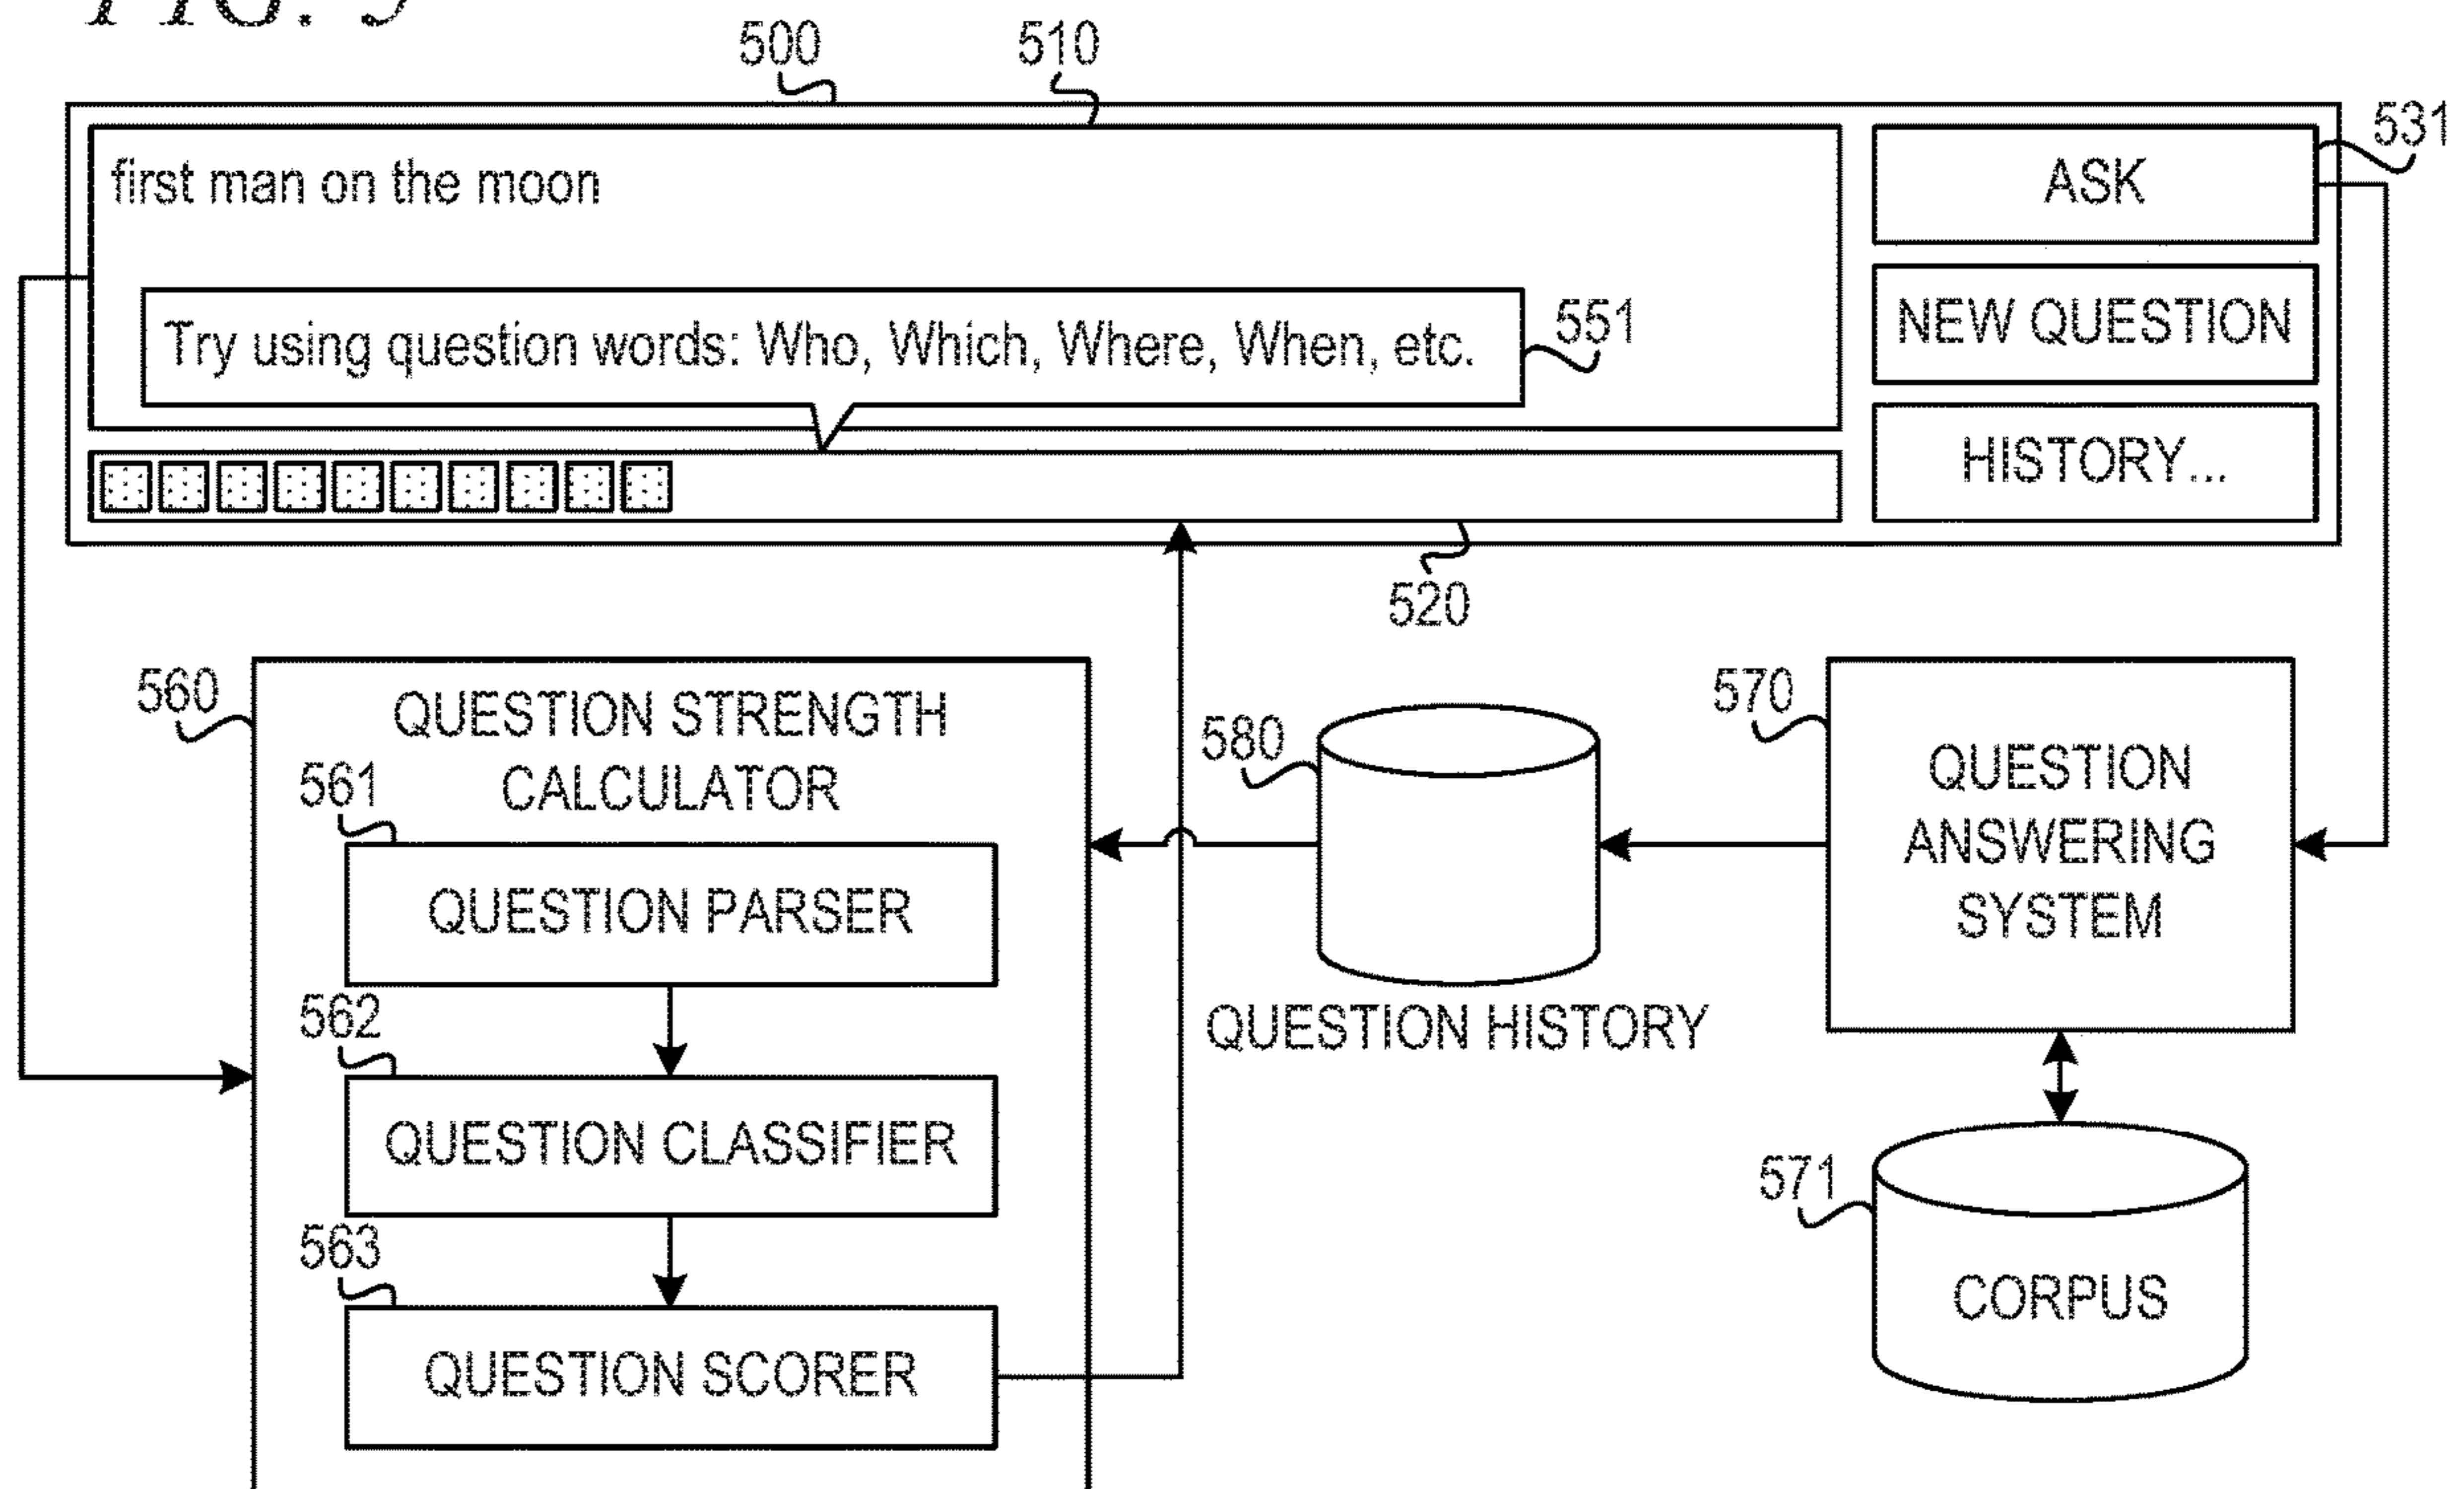 FIG. 5
500
510
531
first man on the moon
ASK
Try using question words: Who, Which, Where, When, etc.
551
NEW QUESTION
HISTORY...
520
560
QUESTION STRENGTH
CALCULATOR
561
QUESTION PARSER
562
QUESTION CLASSIFIER
563
QUESTION SCORER
580
QUESTION HISTORY
570
QUESTION
ANSWERING
SYSTEM
571
CORPUS